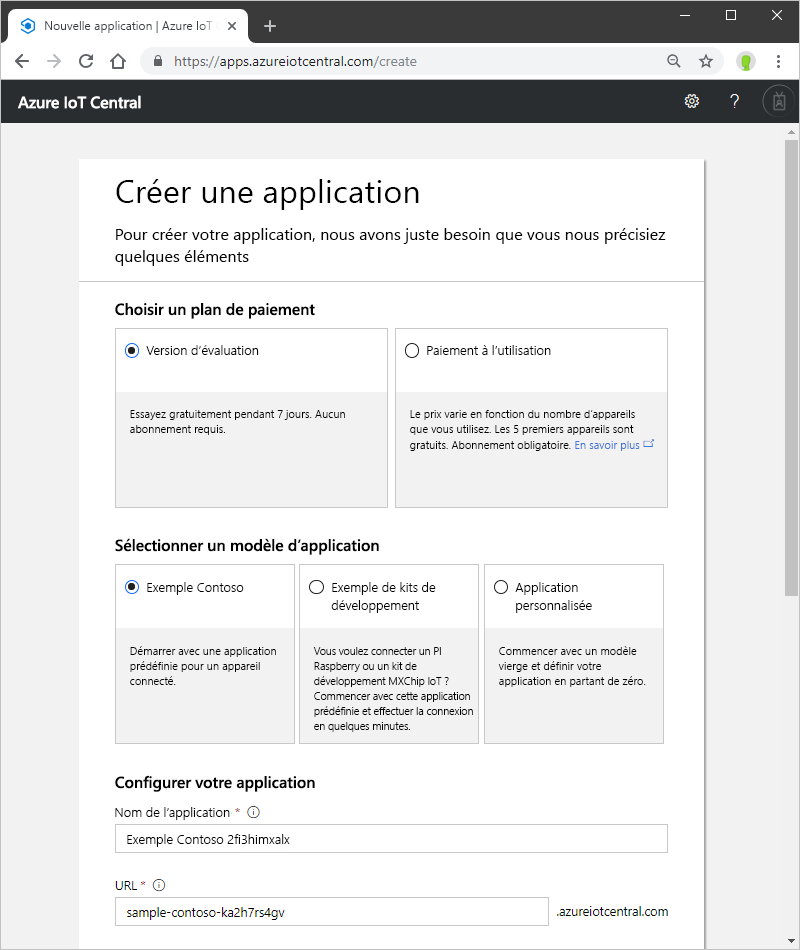 Nouvelle application | Azure IoT
https://apps.azureiotcentral.com/create
Azure IoT Central
?
Créer une application
Pour créer votre application, nous avons juste besoin que vous nous précisiez
quelques éléments
Choisir un plan de paiement
Version d'évaluation
Essayez gratuitement pendant 7 jours. Aucun
abonnement requis.
Paiement à l'utilisation
Le prix varie en fonction du nombre d'appareils
que vous utilisez. Les 5 premiers appareils sont
gratuits. Abonnement obligatoire. En savoir plus
Sélectionner un modèle d'application
Exemple Contoso
Démarrer avec une application
prédéfinie pour un appareil
connecté.
Exemple de kits de
développement
Vous voulez connecter un PI
Raspberry ou un kit de
développement MXChip IoT ?
Commencer avec cette application
prédéfinie et effectuer la connexion
en quelques minutes.
Application
personnalisée
Commencer avec un modèle
vierge et définir votre
application en partant de zéro.
Configurer votre application
Nom de l'application *
Exemple Contoso 2fi3himxalx
URL *
sample-contoso-ka2h7rs4gv
.azureiotcentral.com